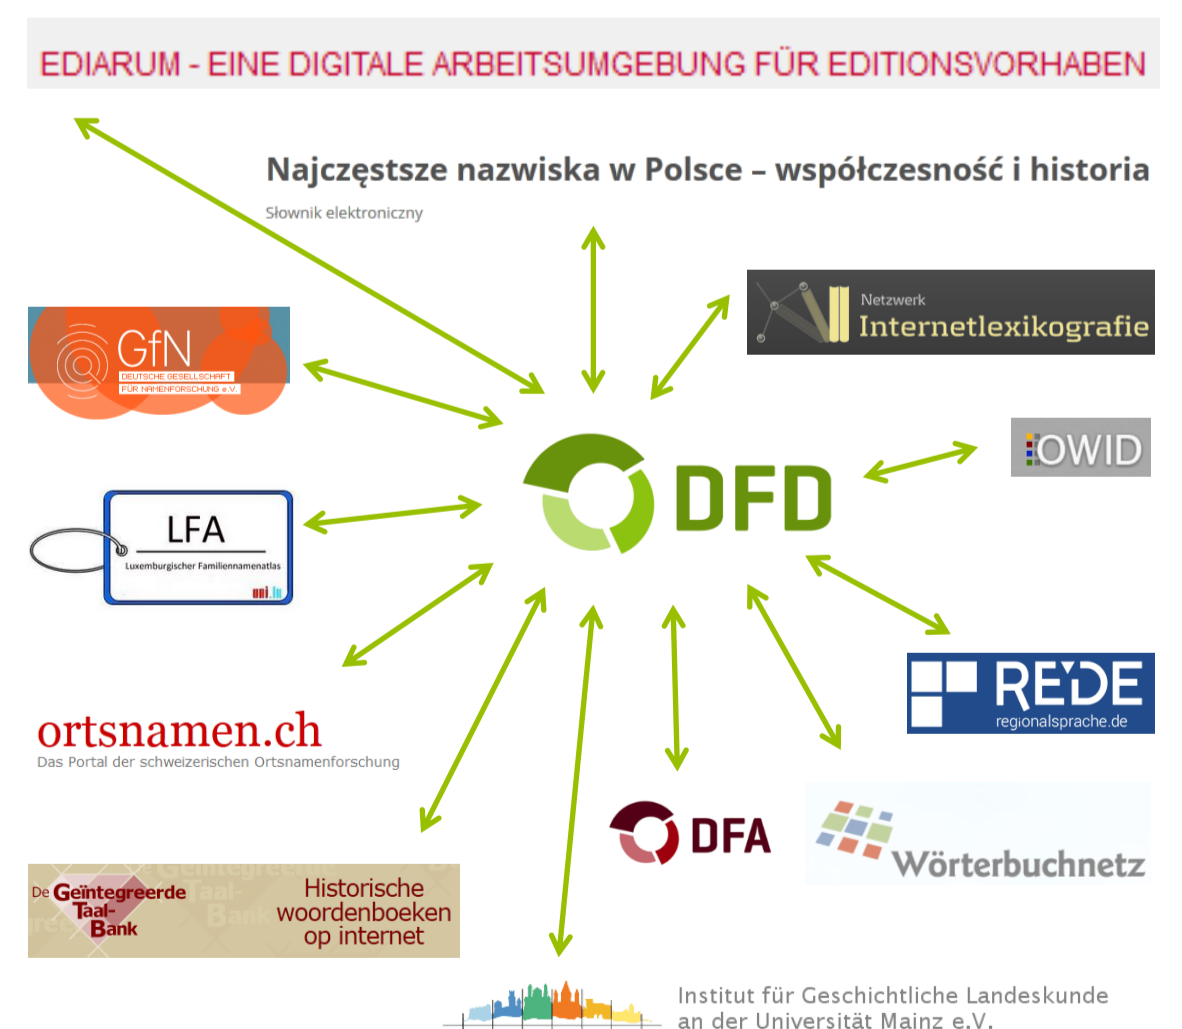 EDIARUM - EINE DIGITALE ARBEITSUMGEBUNG FÜR EDITIONSVORHABEN
Najczęstsze nazwiska w Polsce – współczesność i historia
Słownik elektroniczny
Netzwerk
Internetlexikografie
GfN
DEUTSCHE GESELLSCHAFT
FÜR NAMENFORSCHUNG e.V.
OWID
DFD
LFA
Luxemburgischer Familiennamenatlas
uni.lu
REDE
regionalsprache.de
ortsnamen.ch
Das Portal der schweizerischen Ortsnamenforschung
DFA
Wörterbuchnetz
De Geïntegreerde
Taal-
Bank
Historische
woordenboeken
op internet
Institut für Geschichtliche Landeskunde
an der Universität Mainz e.V.